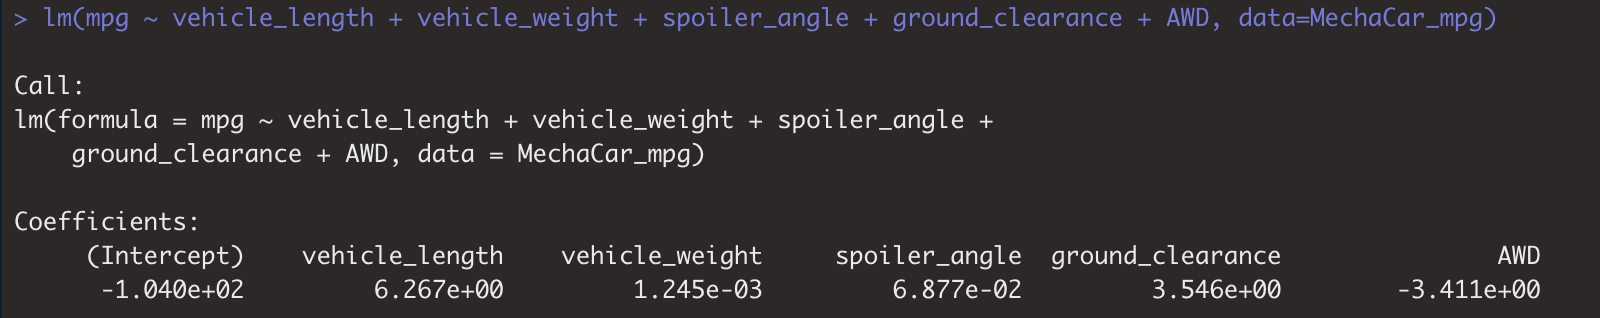 > lm(mpg ~ vehicle_length + vehicle_weight + spoiler_angle + ground_clearance + AWD, data=MechaCar_mpg)
Call:
lm(formula = mpg ~ vehicle_length + vehicle_weight + spoiler_angle +
    ground_clearance + AWD, data = MechaCar_mpg)
Coefficients:
     (Intercept)    vehicle_length    vehicle_weight     spoiler_angle  ground_clearance               AWD
      -1.040e+02         6.267e+00         1.245e-03         6.877e-02         3.546e+00        -3.411e+00